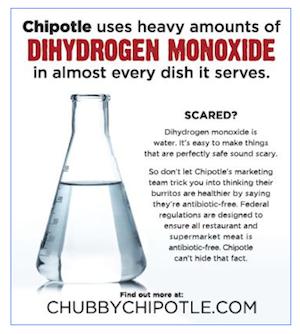 Chipotle uses heavy amounts of
DIHYDROGEN MONOXIDE
in almost every dish it serves.
SCARED?
Dihydrogen monoxide is
water. It's easy to make things
that are perfectly safe sound scary.
So don't let Chipotle's marketing
team trick you into thinking their
burritos are healthier by saying
they're antibiotic-free. Federal
regulations are designed to
ensure all restaurant and
supermarket meat is
antibiotic-free. Chipotle
can't hide that fact.
Find out more at:
CHUBBYCHIPOTLE.COM